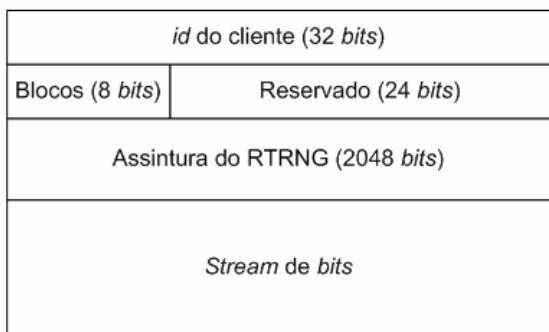 id do cliente (32 bits)
Blocos (8 bits) Reservado (24 bits)
Assintura do RTRNG (2048 bits)
Stream de bits